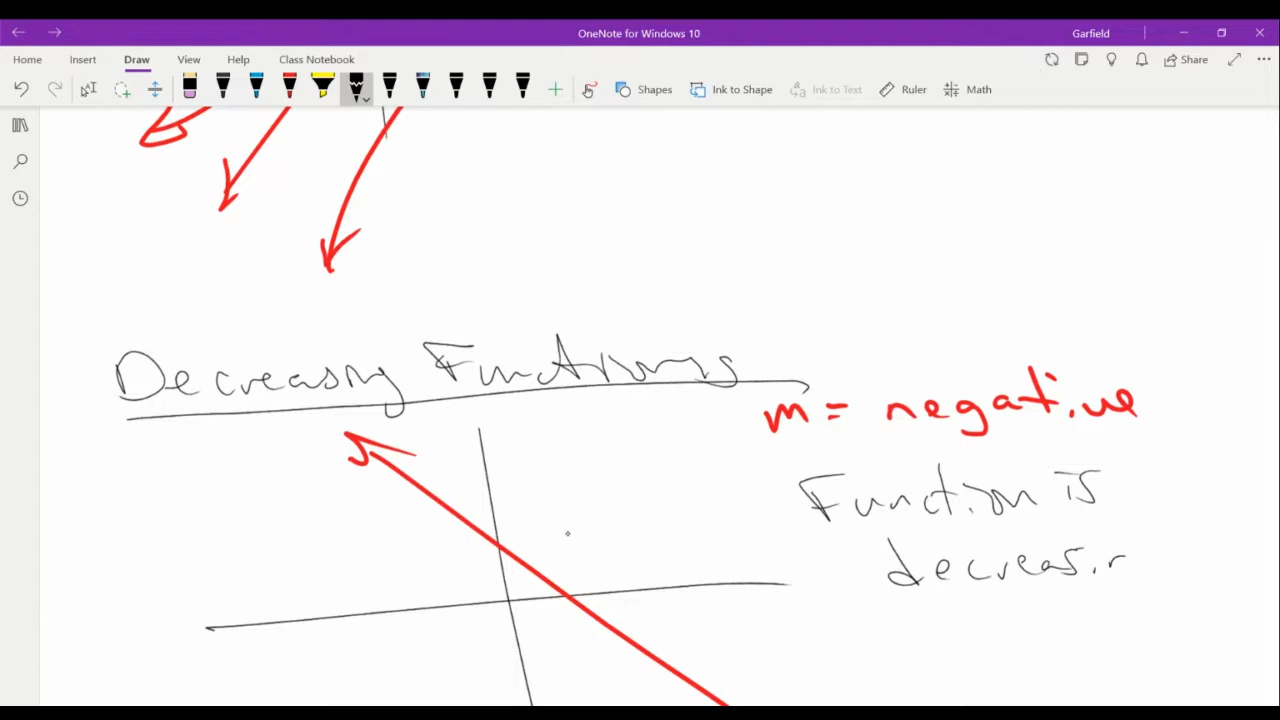 OneNote for Windows 10
Garfield
Home Insert Draw View Help Class Notebook
Share
Shapes Ink to Shape Ink to Text Ruler Math
Decreasing Functions
m = negative
Function is
decreasin